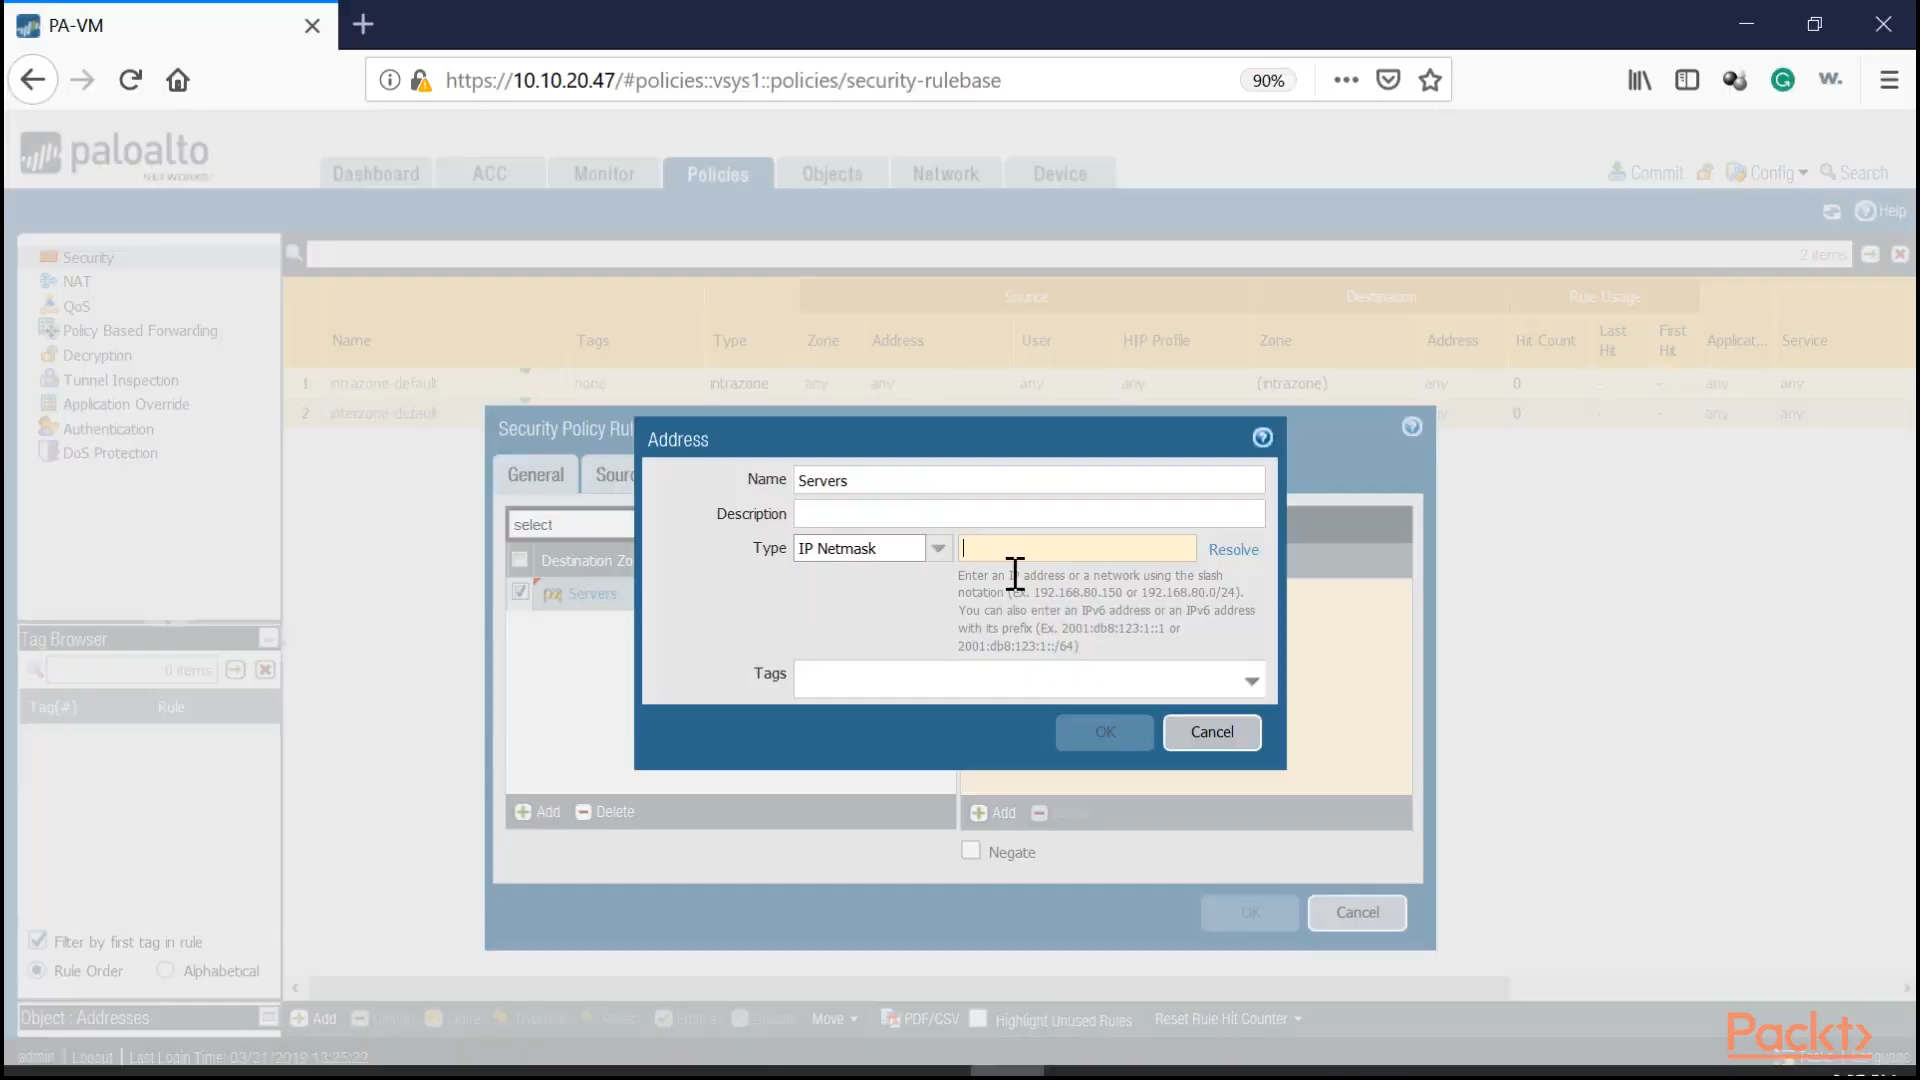 PA-VM
https://10.10.20.47/#policies::vsys1::policies/security-rulebase
90%
paloalto
NETWORKS
Dashboard
ACC
Monitor
Policies
Objects
Network
Device
Commit
Config
Search
Help
Security
NAT
QoS
Policy Based Forwarding
Decryption
Tunnel Inspection
Application Override
Authentication
DoS Protection
2 items
Source
Destination
Rule Usage
Name
Tags
Type
Zone
Address
User
HIP Profile
Zone
Address
Hit Count
Last Hit
First Hit
Applicat...
Service
1 intrazone-default none intrazone any any any any (intrazone) any 0 - - any any
2 interzone-default 0 - - any any
Security Policy Rul
General
Sourc
select
Destination Zo
Servers
Add
Delete
Add
Negate
OK
Cancel
Address
Name Servers
Description
Type IP Netmask
Resolve
Enter an IP address or a network using the slash
notation (Ex. 192.168.80.150 or 192.168.80.0/24).
You can also enter an IPv6 address or an IPv6 address
with its prefix (Ex. 2001:db8:123:1::1 or
2001:db8:123:1::/64)
Tags
OK
Cancel
Tag Browser
0 items
Tag(#)
Rule
Filter by first tag in rule
Rule Order
Alphabetical
Object : Addresses
Add
Move
PDF/CSV
Highlight Unused Rules
Reset Rule Hit Counter
admin | Logout | Last Login Time: 03/31/2019 13:25:22
Packt